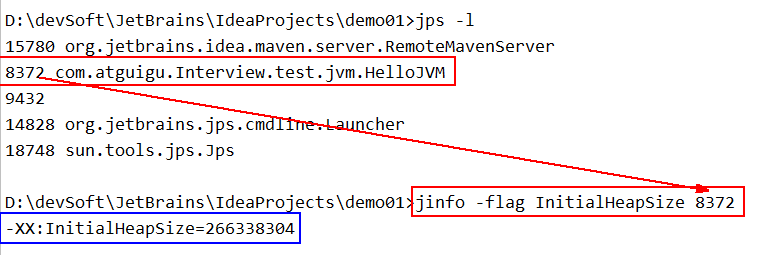 D:\devSoft\JetBrains\IdeaProjects\demo01>jps -l
15780 org.jetbrains.idea.maven.server.RemoteMavenServer
8372 com.atguigu.Interview.test.jvm.HelloJVM
9432
14828 org.jetbrains.jps.cmdline.Launcher
18748 sun.tools.jps.Jps
D:\devSoft\JetBrains\IdeaProjects\demo01>jinfo -flag InitialHeapSize 8372
-XX:InitialHeapSize=266338304